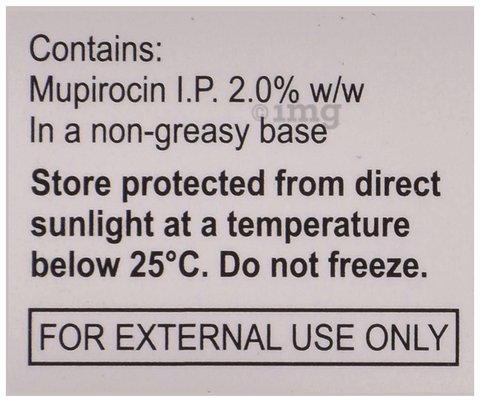 Contains:
Mupirocin I.P. 2.0% w/w
In a non-greasy base
Store protected from direct
sunlight at a temperature
below 25°C. Do not freeze.
FOR EXTERNAL USE ONLY
©img